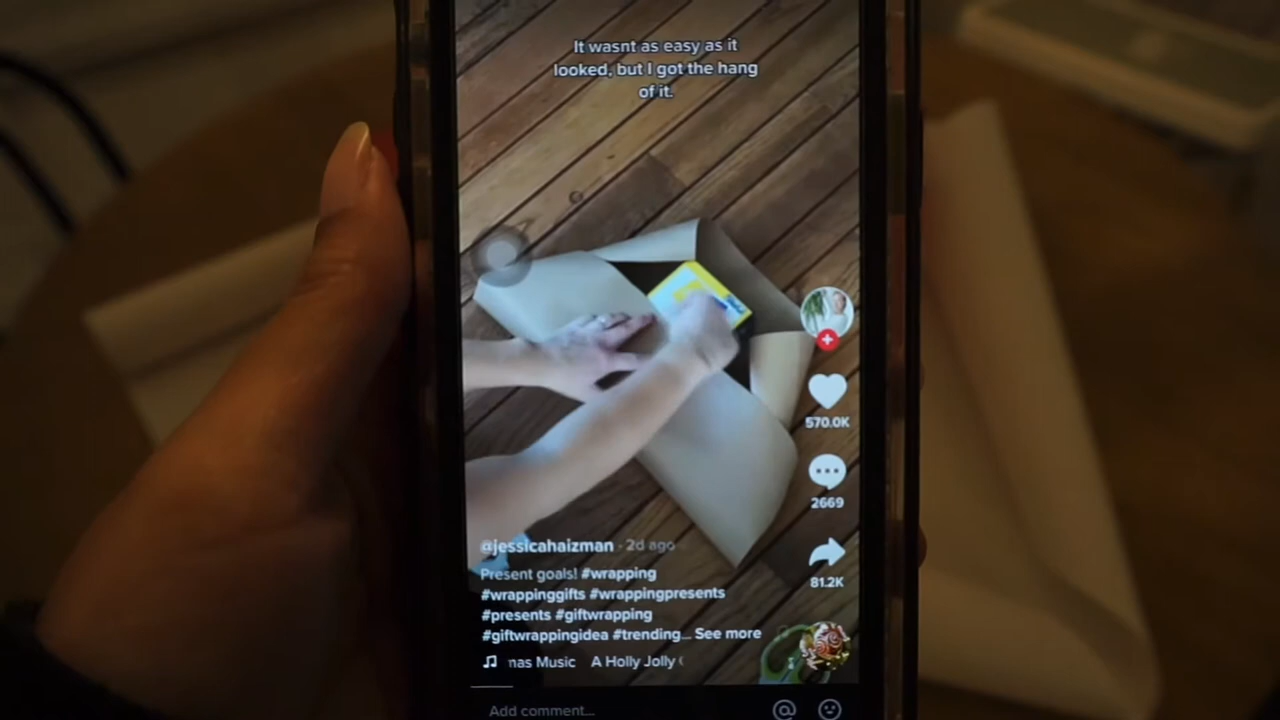 It wasnt as easy as it
looked, but I got the hang
of it.
570.0K
2669
@jessicahaizman · 2d ago
Present goals! #wrapping
#wrappinggifts #wrappingpresents
81.2K
#presents #giftwrapping
#giftwrappingidea #trending... See more
nas Music A Holly Jolly
Add comment...